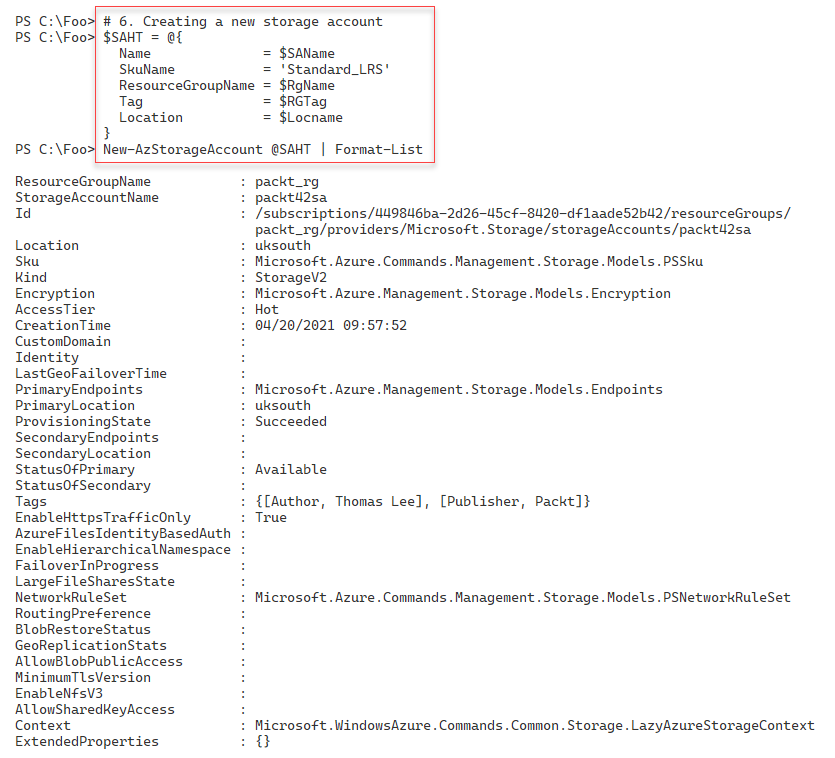 PS C:\Foo> # 6. Creating a new storage account
PS C:\Foo> $SAHT = @{
  Name              = $SAName
  SkuName           = 'Standard_LRS'
  ResourceGroupName = $RgName
  Tag               = $RGTag
  Location          = $Locname
}
PS C:\Foo> New-AzStorageAccount @SAHT | Format-List
ResourceGroupName           : packt_rg
StorageAccountName          : packt42sa
Id                          : /subscriptions/449846ba-2d26-45cf-8420-df1aade52b42/resourceGroups/
                              packt_rg/providers/Microsoft.Storage/storageAccounts/packt42sa
Location                    : uksouth
Sku                         : Microsoft.Azure.Commands.Management.Storage.Models.PSSku
Kind                        : StorageV2
Encryption                  : Microsoft.Azure.Management.Storage.Models.Encryption
AccessTier                  : Hot
CreationTime                : 04/20/2021 09:57:52
CustomDomain                :
Identity                    :
LastGeoFailoverTime         :
PrimaryEndpoints            : Microsoft.Azure.Management.Storage.Models.Endpoints
PrimaryLocation             : uksouth
ProvisioningState           : Succeeded
SecondaryEndpoints          :
SecondaryLocation           :
StatusOfPrimary             : Available
StatusOfSecondary           :
Tags                        : {[Author, Thomas Lee], [Publisher, Packt]}
EnableHttpsTrafficOnly      : True
AzureFilesIdentityBasedAuth :
EnableHierarchicalNamespace :
FailoverInProgress          :
LargeFileSharesState        :
NetworkRuleSet              : Microsoft.Azure.Commands.Management.Storage.Models.PSNetworkRuleSet
RoutingPreference           :
BlobRestoreStatus           :
GeoReplicationStats         :
AllowBlobPublicAccess       :
MinimumTlsVersion           :
EnableNfsV3                 :
AllowSharedKeyAccess        :
Context                     : Microsoft.WindowsAzure.Commands.Common.Storage.LazyAzureStorageContext
ExtendedProperties          : {}